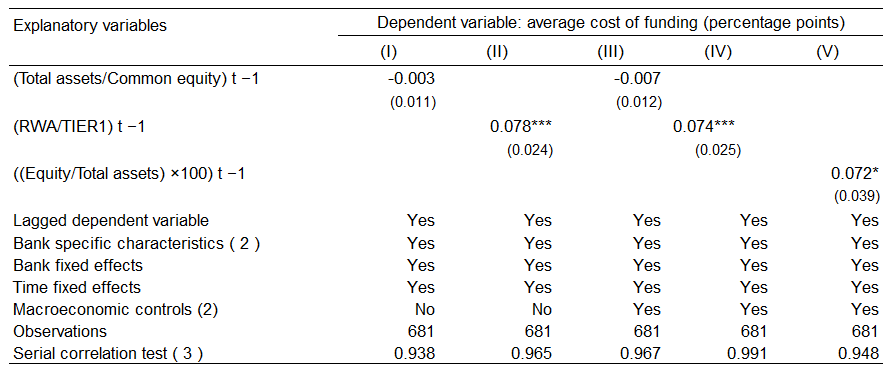 Explanatory variables Dependent variable: average cost of funding (percentage points)
(I) (II) (III) (IV) (V)
(Total assets/Common equity) t −1 -0.003 -0.007
(0.011) (0.012)
(RWA/TIER1) t −1 0.078*** 0.074***
(0.024) (0.025)
((Equity/Total assets) ×100) t −1 0.072*
(0.039)
Lagged dependent variable Yes Yes Yes Yes Yes
Bank specific characteristics ( 2 ) Yes Yes Yes Yes Yes
Bank fixed effects Yes Yes Yes Yes Yes
Time fixed effects Yes Yes Yes Yes Yes
Macroeconomic controls (2) No No Yes Yes Yes
Observations 681 681 681 681 681
Serial correlation test ( 3 ) 0.938 0.965 0.967 0.991 0.948